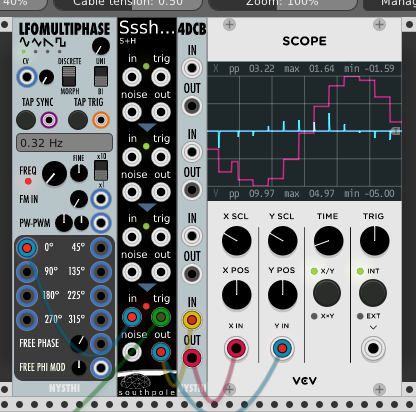 40%
Cable tension: 0.50
Zoom: 100%
LFOMULTIPHASE
CV
DISCRETE
MORPH
UNI
BI
TAP SYNC
TAP TRIG
0.32 Hz
FINE
x10
x1
FREQ
FM IN
PW-PWM
0°
45°
90°
135°
180°
225°
270°
315°
FREE PHASE
FREE PHI MOD
NYSTHI
Sssh...
S+H
in
trig
noise
out
in
trig
noise
out
in
trig
noise
out
in
trig
noise
out
southpole
4DCB
IN
OUT
IN
OUT
IN
OUT
IN
OUT
NYSTHI
SCOPE
X pp 03.22 max 01.64 min -01.59
Y pp 09.97 max 04.97 min -05.00
X SCL
Y SCL
TIME
TRIG
X POS
Y POS
X/Y
X×Y
INT
EXT
X IN
Y IN
VCV